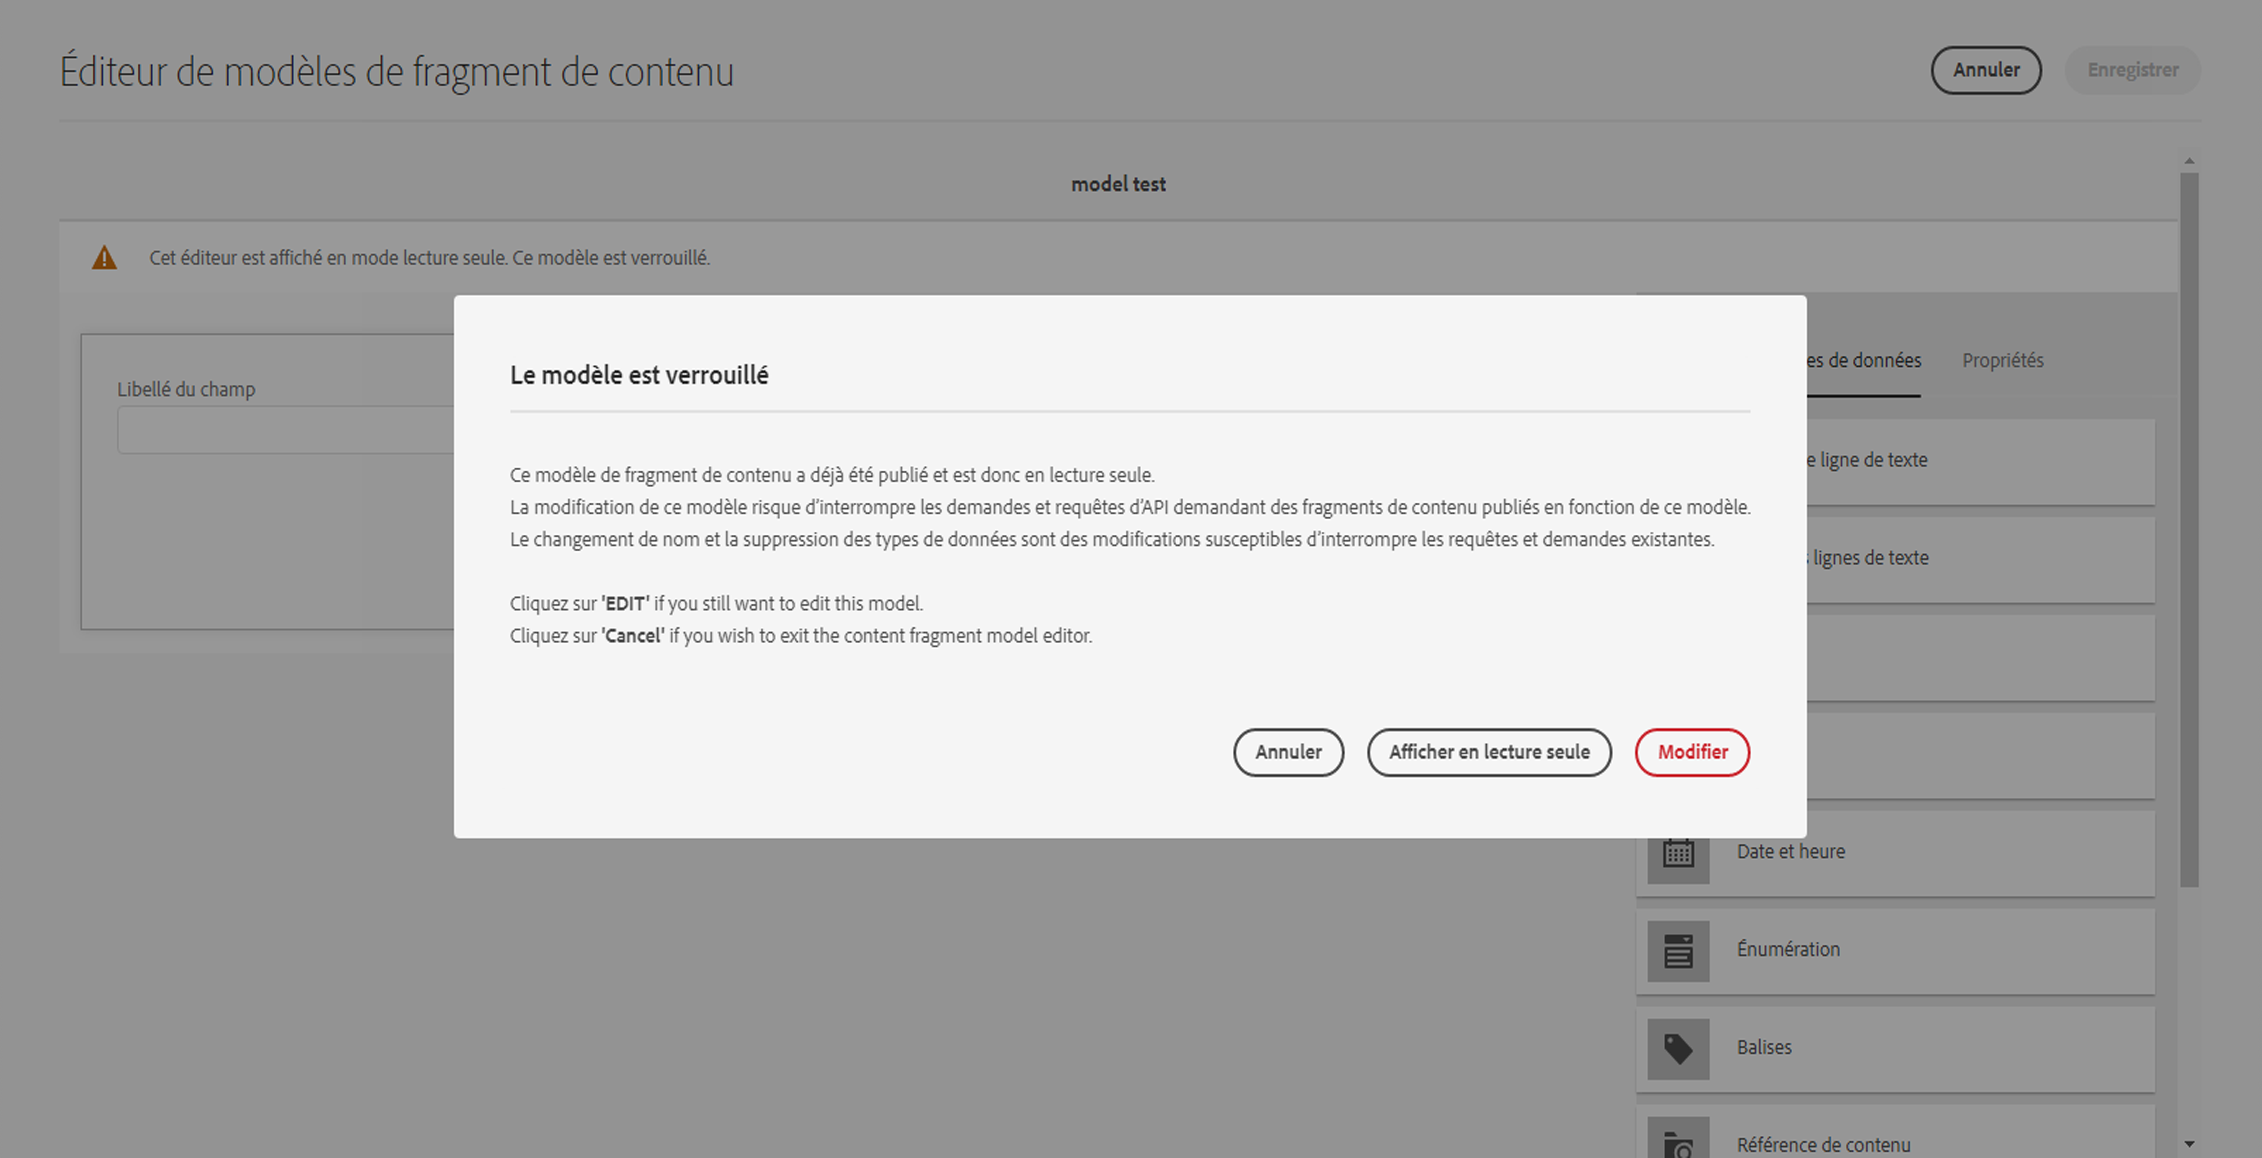 Éditeur de modèles de fragment de contenu
Annuler
Enregistrer
model test
Cet éditeur est affiché en mode lecture seule. Ce modèle est verrouillé.
Libellé du champ
Le modèle est verrouillé
Ce modèle de fragment de contenu a déjà été publié et est donc en lecture seule.
La modification de ce modèle risque d’interrompre les demandes et requêtes d’API demandant des fragments de contenu publiés en fonction de ce modèle.
Le changement de nom et la suppression des types de données sont des modifications susceptibles d’interrompre les requêtes et demandes existantes.
Cliquez sur 'EDIT' if you still want to edit this model.
Cliquez sur 'Cancel' if you wish to exit the content fragment model editor.
Annuler
Afficher en lecture seule
Modifier
de données
Propriétés
ligne de texte
lignes de texte
Date et heure
Énumération
Balises
Référence de contenu